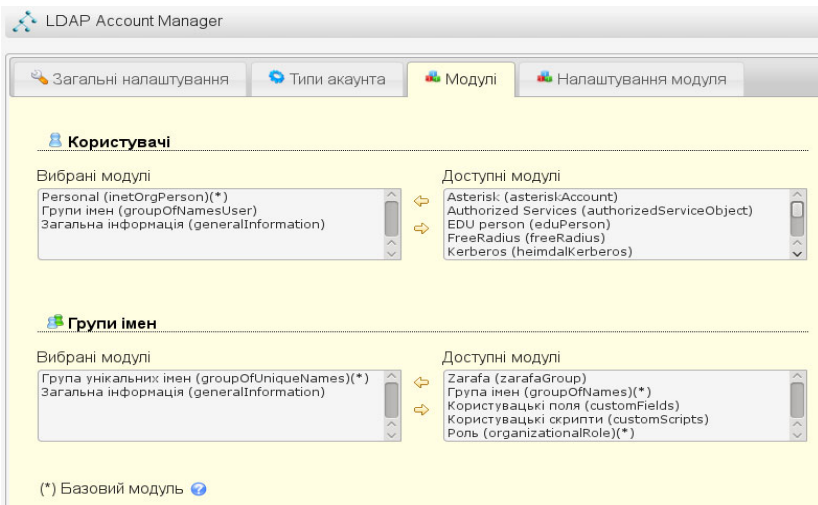 LDAP Account Manager
Загальні налаштування Типи акаунта Модулі Налаштування модуля
Користувачі
Вибрані модулі Доступні модулі
Personal (inetOrgPerson)(*) Asterisk (asteriskAccount)
Групи імен (groupOfNamesUser) Authorized Services (authorizedServiceObject)
Загальна інформація (generalInformation) EDU person (eduPerson)
FreeRadius (freeRadius)
Kerberos (heimdalKerberos)
Групи імен
Вибрані модулі Доступні модулі
Група унікальних імен (groupOfUniqueNames)(*) Zarafa (zarafaGroup)
Загальна інформація (generalInformation) Група імен (groupOfNames)(*)
Користувацькі поля (customFields)
Користувацькі скрипти (customScripts)
Роль (organizationalRole)(*)
(*) Базовий модуль